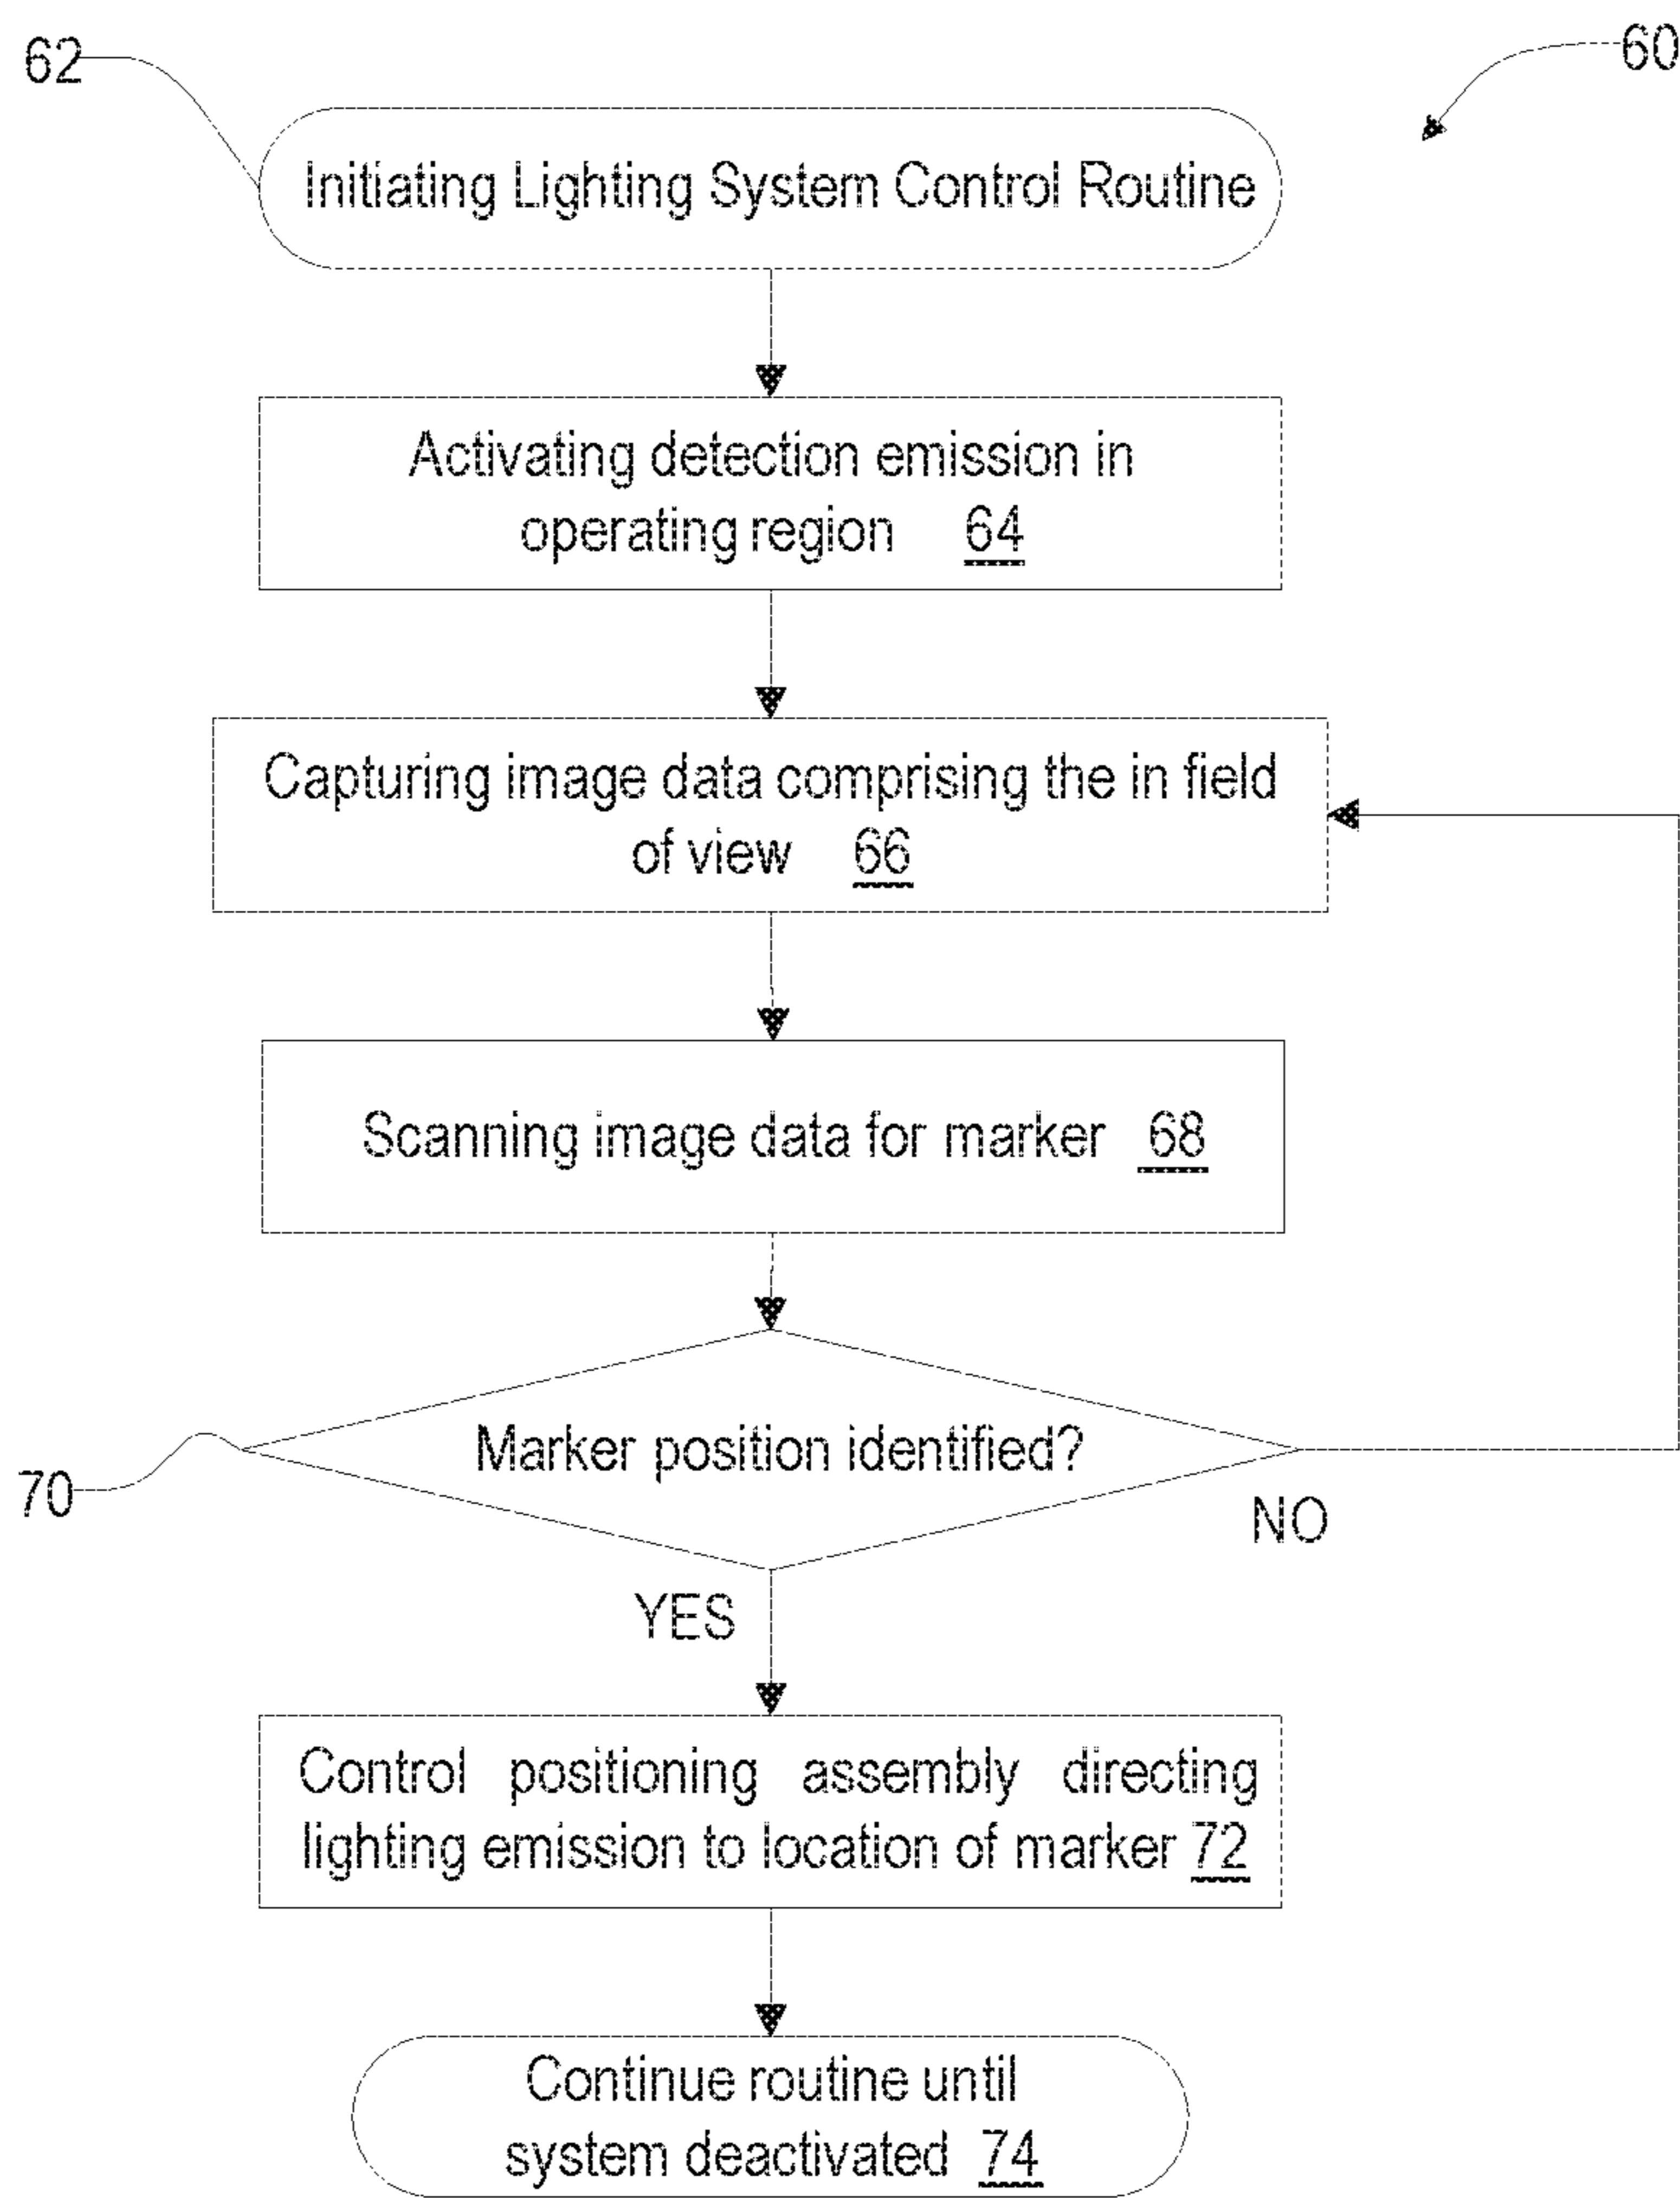 62
60
Initiating Lighting System Control Routine
Activating detection emission in
operating region 64
Capturing image data comprising the in field
of view 66
Scanning image data for marker 68
Marker position identified?
70
NO
YES
Control positioning assembly directing
lighting emission to location of marker 72
Continue routine until
system deactivated 74